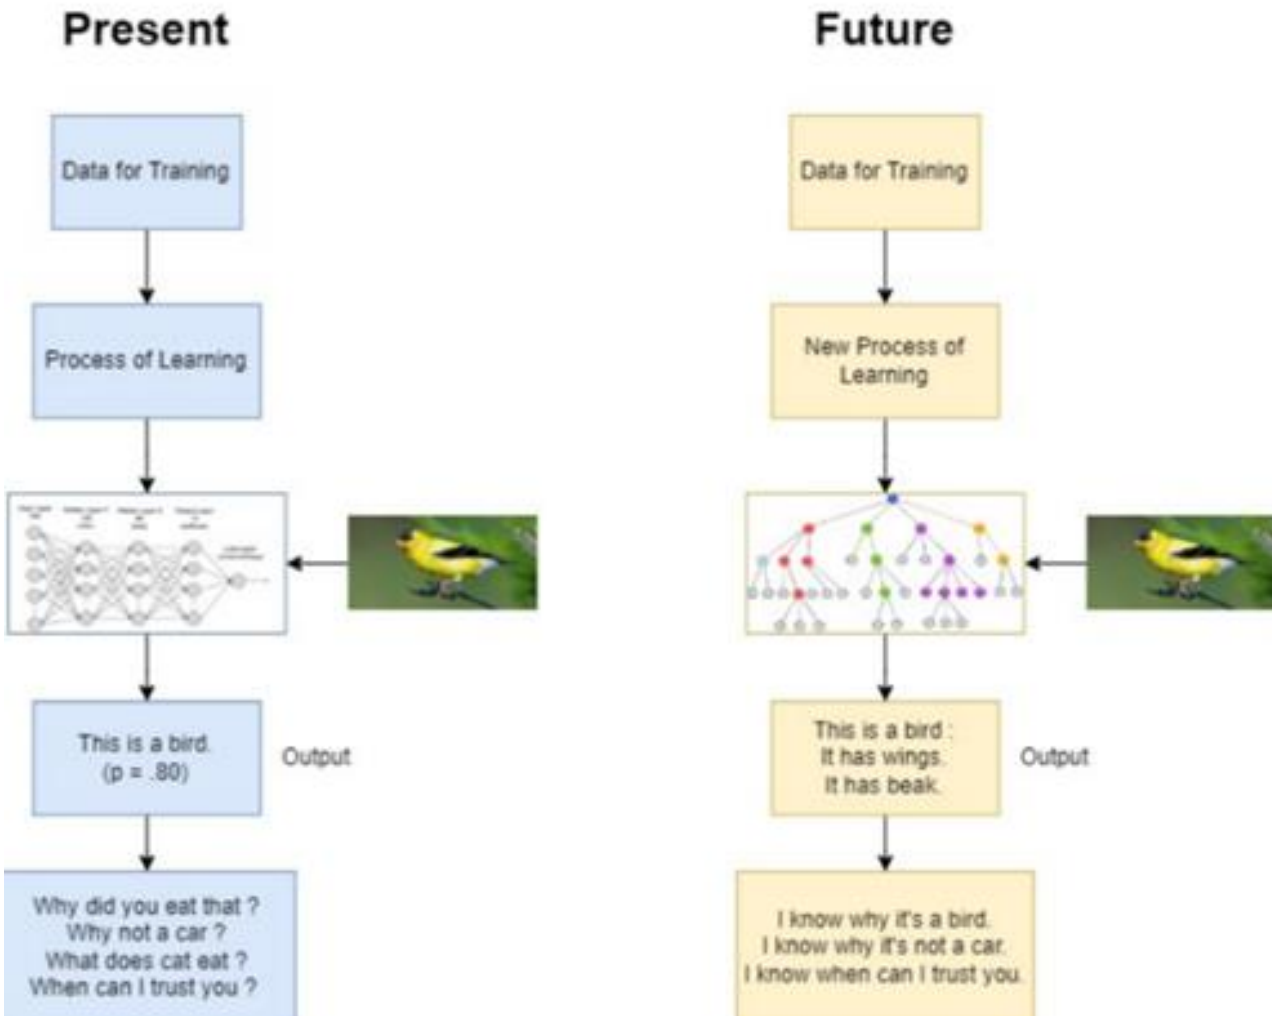 Present
Data for Training
Process of Learning
This is a bird.
(p = .80)
Output
Why did you eat that ?
Why not a car ?
What does cat eat ?
When can I trust you ?
Future
Data for Training
New Process of
Learning
This is a bird :
It has wings.
It has beak.
Output
I know why it's a bird.
I know why it's not a car.
I know when can I trust you.